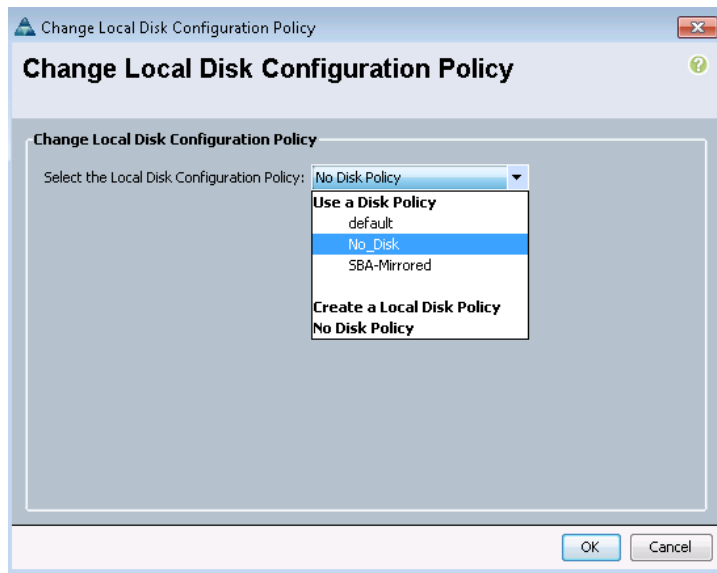 Change Local Disk Configuration Policy
Change Local Disk Configuration Policy
Change Local Disk Configuration Policy
Select the Local Disk Configuration Policy: No Disk Policy
Use a Disk Policy
default
No_Disk
SBA-Mirrored
Create a Local Disk Policy
No Disk Policy
OK Cancel